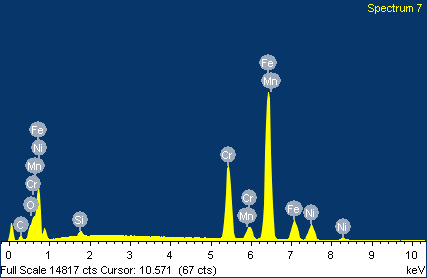 Spectrum 7
Fe
Fe
Mn
Fe
Ni
Mn
Cr
Cr
O
Cr
Mn
Fe
Ni
C
Si
Ni
0 1 2 3 4 5 6 7 8 9 10
Full Scale 14817 cts Cursor: 10.571 (67 cts) keV